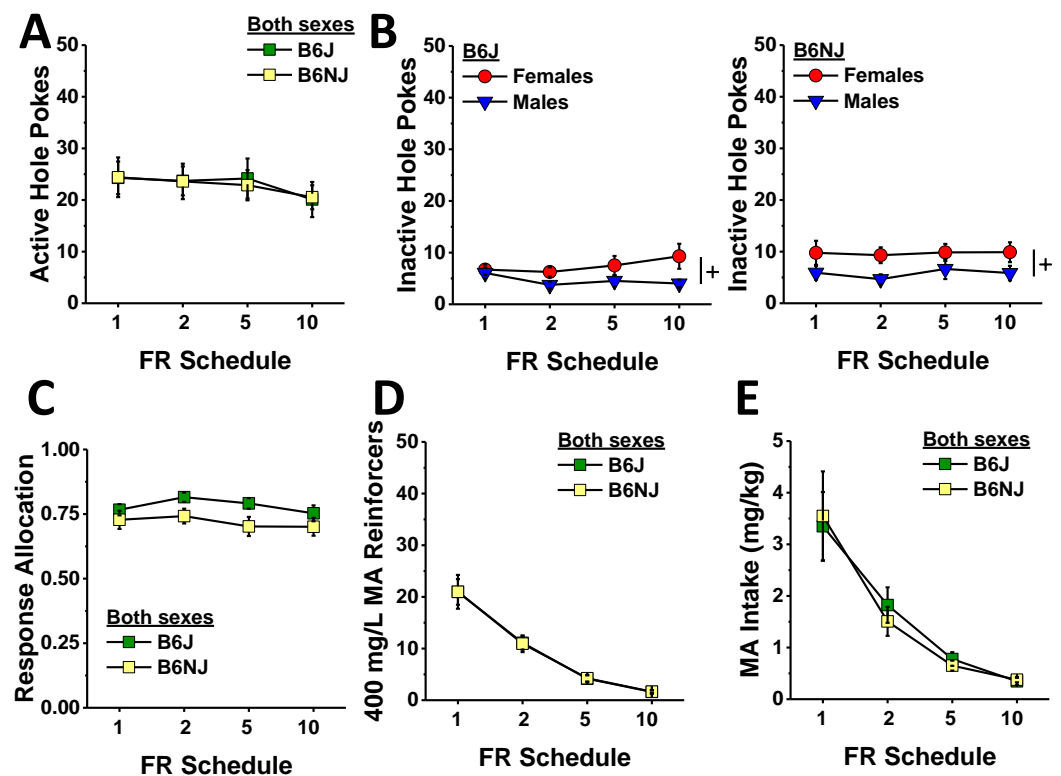 A
Both sexes
B6J
B6NJ
Active Hole Pokes
50
40
30
20
10
0
1 2 5 10
FR Schedule
B
B6J
Females
Males
Inactive Hole Pokes
50
40
30
20
10
0
+
1 2 5 10
FR Schedule
B6NJ
Females
Males
Inactive Hole Pokes
50
40
30
20
10
0
+
1 2 5 10
FR Schedule
C
Response Allocation
1.00
0.75
0.50
0.25
0.00
Both sexes
B6J
B6NJ
1 2 5 10
FR Schedule
D
Both sexes
B6J
B6NJ
400 mg/L MA Reinforcers
50
40
30
20
10
0
1 2 5 10
FR Schedule
E
Both sexes
B6J
B6NJ
MA Intake (mg/kg)
5
4
3
2
1
0
1 2 5 10
FR Schedule